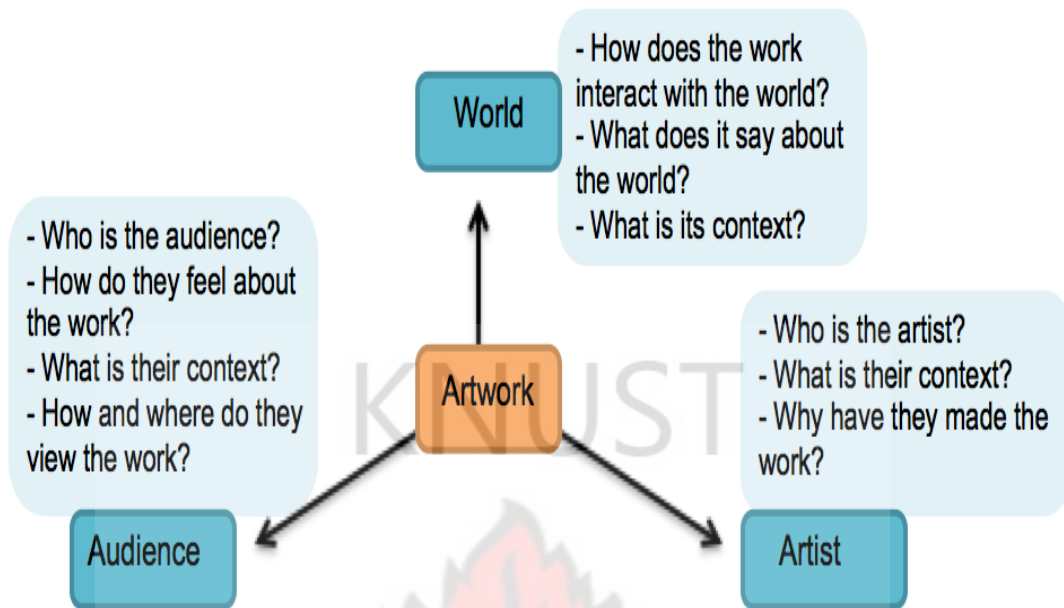 World
- How does the work
interact with the world?
- What does it say about
the world?
- What is its context?
- Who is the audience?
- How do they feel about
the work?
- What is their context?
- How and where do they
view the work?
- Who is the artist?
- What is their context?
- Why have they made the
work?
Artwork
KNUST
Audience
Artist